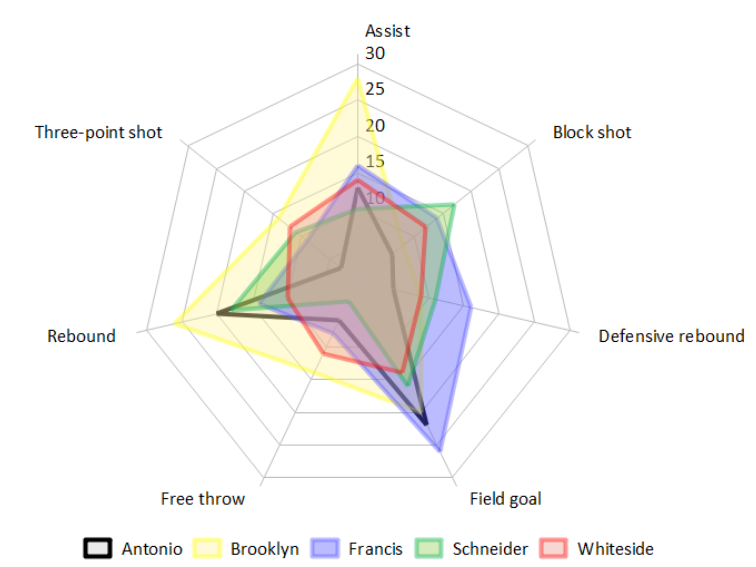 Assist
30
25
20
15
10
Three-point shot
Block shot
Rebound
Defensive rebound
Free throw
Field goal
Antonio
Brooklyn
Francis
Schneider
Whiteside